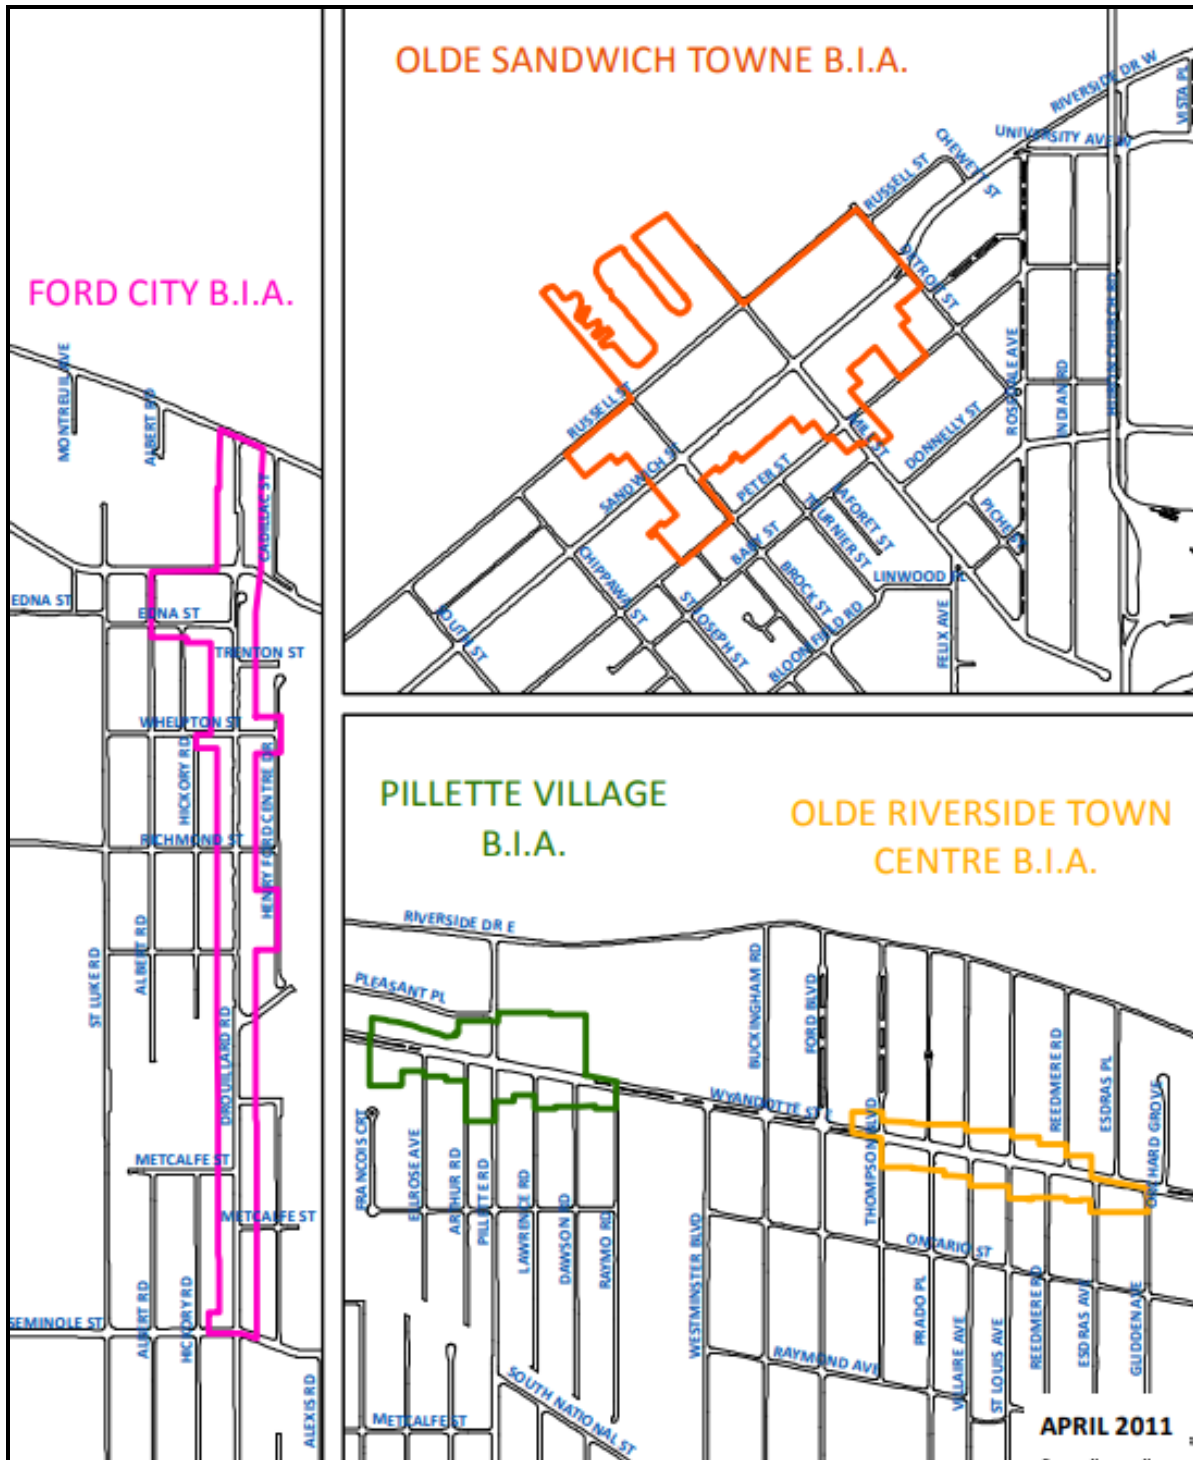 OLDE SANDWICH TOWNE B.I.A.
RIVERSIDE DR W
VISTA PL
UNIVERSITY AVE W
CHEWETT ST
RUSSELL ST
DETROIT ST
HURON CHURCH RD
ROSEDALE AVE
INDIAN RD
RUSSELL ST
MILL ST
DONNELLY ST
SANDWICH ST
PETER ST
LAFORET ST
TOURNIER ST
PICHE ST
BABY ST
BROCK ST
LINWOOD PL
CHIPPAWA ST
ST JOSEPH ST
BLOOMFIELD RD
FELIX AVE
SOUTH ST
FORD CITY B.I.A.
MONTREUIL AVE
ALBERT RD
CADILLAC ST
EDNA ST
EDNA ST
TRENTON ST
WHELPTON ST
HICKORY RD
HENRY FORD CENTRE DR
RICHMOND ST
ALBERT RD
ST LUKE RD
DROUILLARD RD
METCALFE ST
METCALFE ST
ALBERT RD
HICKORY RD
SEMINOLE ST
ALEXIS RD
PILLETTE VILLAGE
B.I.A.
OLDE RIVERSIDE TOWN
CENTRE B.I.A.
RIVERSIDE DR E
PLEASANT PL
BUCKINGHAM RD
FORD BLVD
REEDMERE RD
ESDRAS PL
ORCHARD GROVE
WYANDOTTE ST E
THOMPSON BLVD
FRANCOIS CRT
ELLROSE AVE
ARTHUR RD
PILLETTE RD
LAWRENCE RD
DAWSON RD
RAYMO RD
WESTMINSTER BLVD
ONTARIO ST
PRADO PL
VILLAIRE AVE
ST LOUIS AVE
REEDMERE RD
ESDRAS AVE
GLIDDEN AVE
RAYMOND AVE
SOUTH NATIONAL ST
METCALFE ST
APRIL 2011